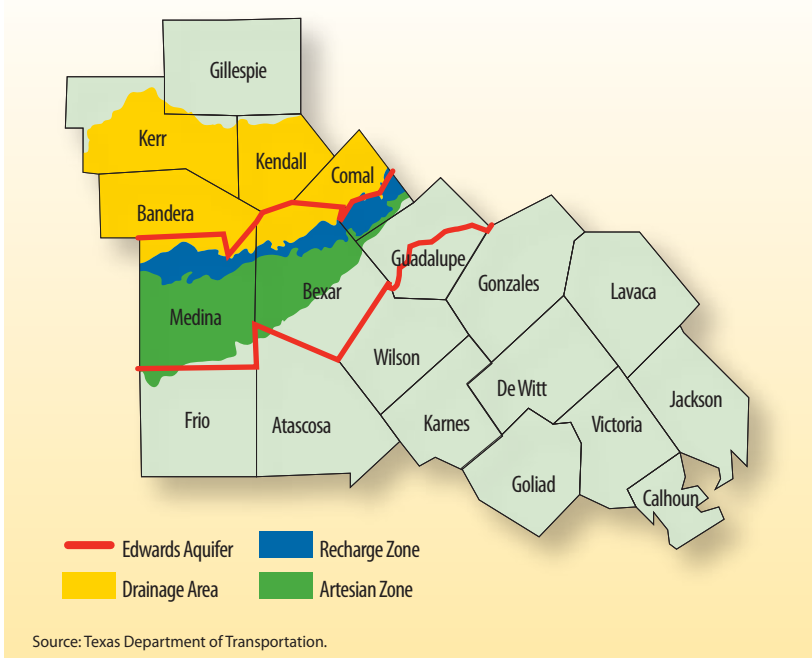 Gillespie
Kerr
Kendall
Comal
Bandera
Guadalupe
Gonzales
Bexar
Lavaca
Medina
Wilson
De Witt
Jackson
Frio
Atascosa
Karnes
Victoria
Goliad
Calhoun
Edwards Aquifer
Recharge Zone
Drainage Area
Artesian Zone
Source: Texas Department of Transportation.